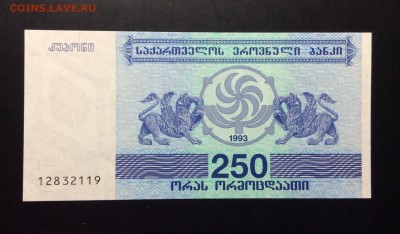 COINS.LAVE.RU
კუპონი
საქართველოს ეროვნული ბანკი
1993
250
12832119
ორას ორმოცდაათი